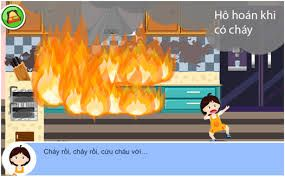 Hô hoán khi
có cháy
Cháy rồi, cháy rồi, cứu cháu với...